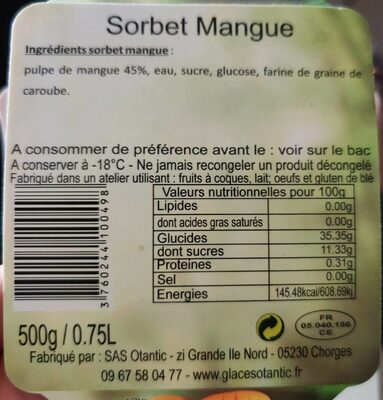 Sorbet Mangue
Ingrédients sorbet mangue :
pulpe de mangue 45%, eau, sucre, glucose, farine de graine de
caroube.
A consommer de préférence avant le : voir sur le bac
A conserver à -18°C - Ne jamais recongeler un produit décongelé
Fabriqué dans un atelier utilisant : fruits à coques, lait; oeufs et gluten de blé
Valeurs nutritionnelles pour 100g
Lipides 0.00g
dont acides gras saturés 0.00g
Glucides 35.35g
dont sucres 11.33g
Proteines 0.31g
Sel 0.00g
Energies 145.48kcal/608.69kj
3760244100498
500g / 0.75L
FR
05.040.186
CE
Fabriqué par : SAS Otantic - zi Grande Ile Nord - 05230 Chorges
09 67 58 04 77 - www.glacesotantic.fr